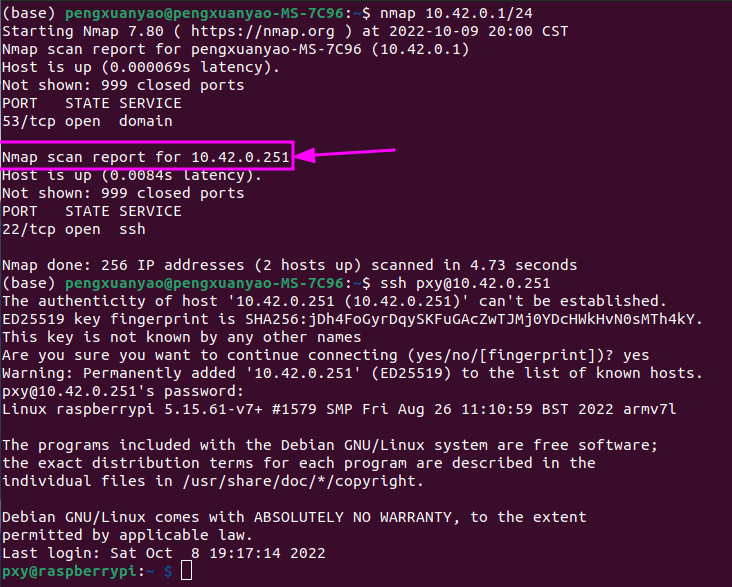 (base) pengxuanyao@pengxuanyao-MS-7C96:~$ nmap 10.42.0.1/24
Starting Nmap 7.80 ( https://nmap.org ) at 2022-10-09 20:00 CST
Nmap scan report for pengxuanyao-MS-7C96 (10.42.0.1)
Host is up (0.000069s latency).
Not shown: 999 closed ports
PORT   STATE SERVICE
53/tcp open  domain

Nmap scan report for 10.42.0.251
Host is up (0.0084s latency).
Not shown: 999 closed ports
PORT   STATE SERVICE
22/tcp open  ssh

Nmap done: 256 IP addresses (2 hosts up) scanned in 4.73 seconds
(base) pengxuanyao@pengxuanyao-MS-7C96:~$ ssh pxy@10.42.0.251
The authenticity of host '10.42.0.251 (10.42.0.251)' can't be established.
ED25519 key fingerprint is SHA256:jDh4FoGyrDqySKFuGAcZwTJMj0YDcHWkHvN0sMTh4kY.
This key is not known by any other names
Are you sure you want to continue connecting (yes/no/[fingerprint])? yes
Warning: Permanently added '10.42.0.251' (ED25519) to the list of known hosts.
pxy@10.42.0.251's password:
Linux raspberrypi 5.15.61-v7+ #1579 SMP Fri Aug 26 11:10:59 BST 2022 armv7l

The programs included with the Debian GNU/Linux system are free software;
the exact distribution terms for each program are described in the
individual files in /usr/share/doc/*/copyright.

Debian GNU/Linux comes with ABSOLUTELY NO WARRANTY, to the extent
permitted by applicable law.
Last login: Sat Oct  8 19:17:14 2022
pxy@raspberrypi:~ $